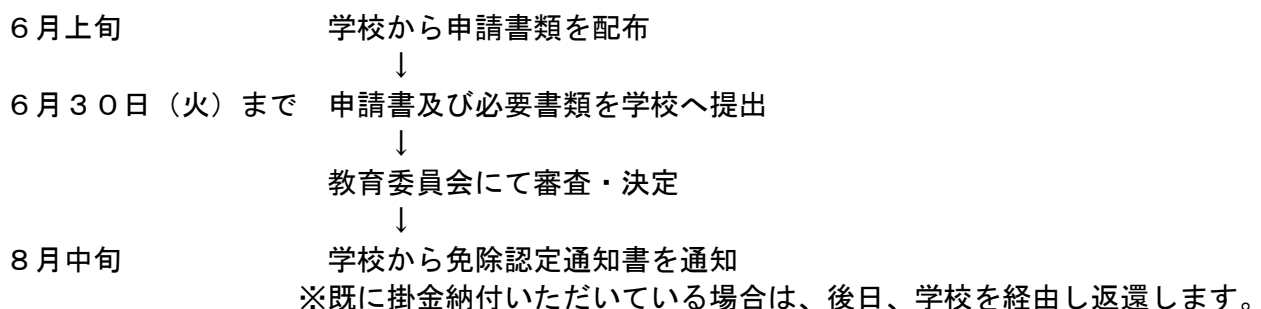 ６月上旬　学校から申請書類を配布
↓
６月３０日（火）まで　申請書及び必要書類を学校へ提出
↓
教育委員会にて審査・決定
↓
８月中旬　学校から免除認定通知書を通知
※既に掛金納付いただいている場合は、後日、学校を経由し返還します。